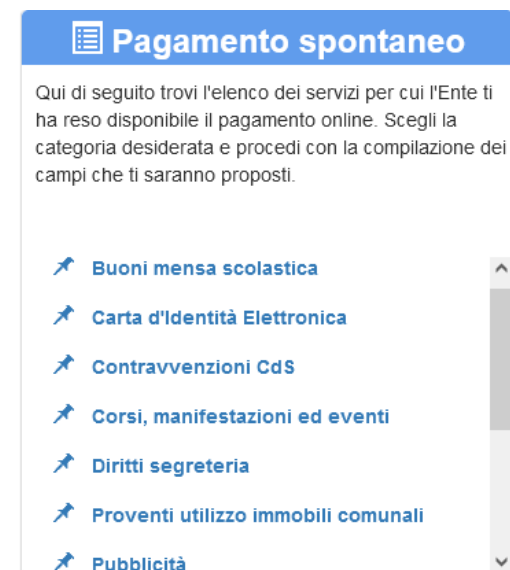 Pagamento spontaneo
Qui di seguito trovi l'elenco dei servizi per cui l'Ente ti
ha reso disponibile il pagamento online. Scegli la
categoria desiderata e procedi con la compilazione dei
campi che ti saranno proposti.
Buoni mensa scolastica
Carta d'Identità Elettronica
Contravvenzioni CdS
Corsi, manifestazioni ed eventi
Diritti segreteria
Proventi utilizzo immobili comunali
Pubblicità